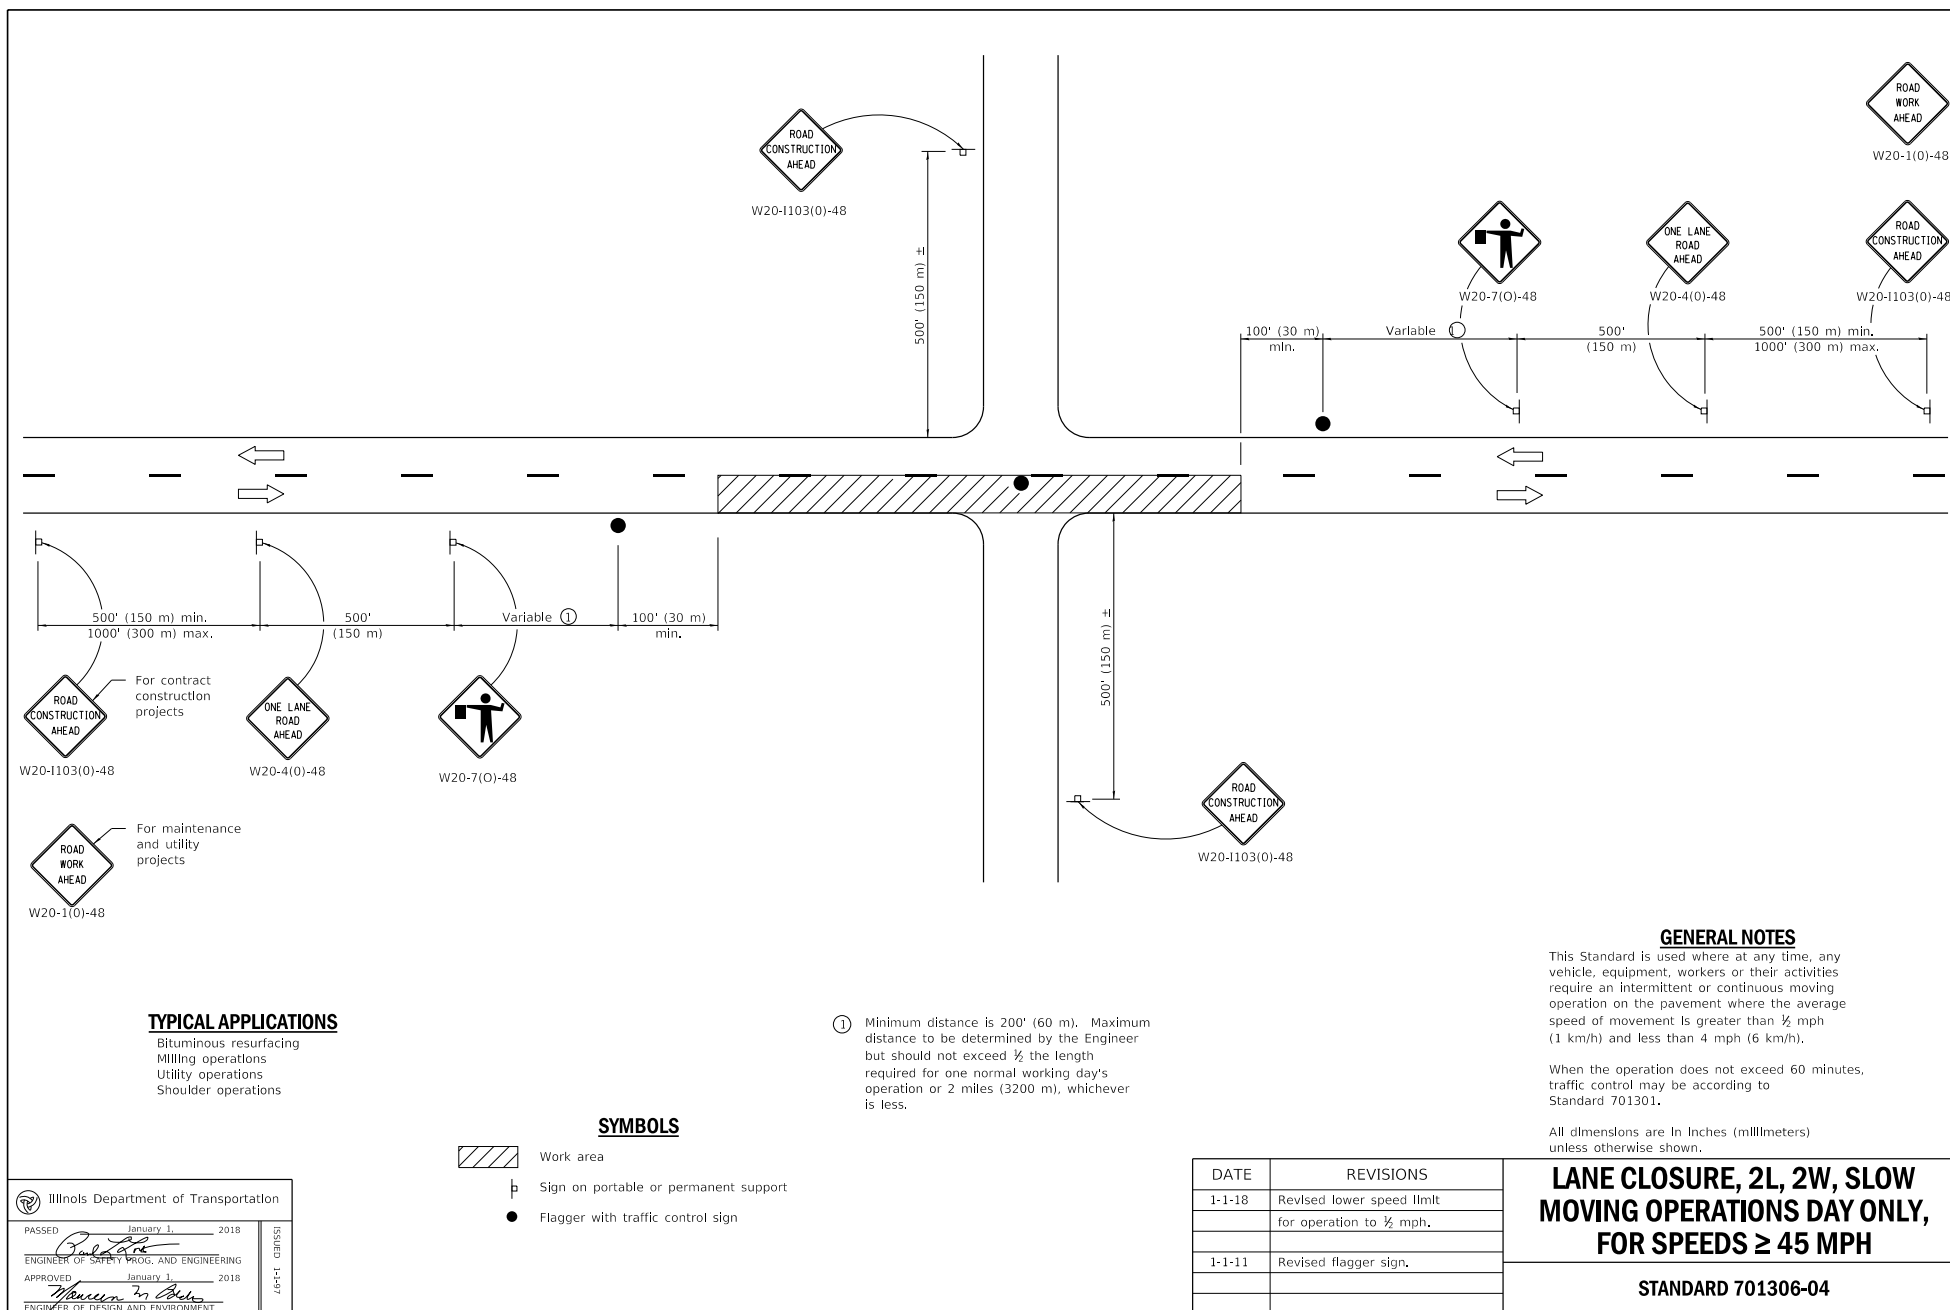 ROAD
CONSTRUCTION
AHEAD
W20-I103(0)-48
500' (150 m) ±
ROAD
WORK
AHEAD
W20-1(0)-48
W20-7(O)-48
ONE LANE
ROAD
AHEAD
W20-4(0)-48
ROAD
CONSTRUCTION
AHEAD
W20-I103(0)-48
100' (30 m)
min.
Variable 1
500'
(150 m)
500' (150 m) min.
1000' (300 m) max.
500' (150 m) min.
1000' (300 m) max.
500'
(150 m)
Variable 1
100' (30 m)
min.
500' (150 m) ±
ROAD
CONSTRUCTION
AHEAD
W20-I103(0)-48
For contract
construction
projects
ONE LANE
ROAD
AHEAD
W20-4(0)-48
W20-7(O)-48
ROAD
CONSTRUCTION
AHEAD
W20-I103(0)-48
ROAD
WORK
AHEAD
W20-1(0)-48
For maintenance
and utility
projects
TYPICAL APPLICATIONS
Bituminous resurfacing
Milling operations
Utility operations
Shoulder operations
SYMBOLS
Work area
Sign on portable or permanent support
Flagger with traffic control sign
1 Minimum distance is 200' (60 m). Maximum
distance to be determined by the Engineer
but should not exceed ½ the length
required for one normal working day's
operation or 2 miles (3200 m), whichever
is less.
GENERAL NOTES
This Standard is used where at any time, any
vehicle, equipment, workers or their activities
require an intermittent or continuous moving
operation on the pavement where the average
speed of movement is greater than ½ mph
(1 km/h) and less than 4 mph (6 km/h).
When the operation does not exceed 60 minutes,
traffic control may be according to
Standard 701301.
All dimensions are in inches (millimeters)
unless otherwise shown.
Illinois Department of Transportation
PASSED January 1, 2018
ENGINEER OF SAFETY PROG. AND ENGINEERING
APPROVED January 1, 2018
ENGINEER OF DESIGN AND ENVIRONMENT
ISSUED 1-1-97
DATE REVISIONS
1-1-18 Revised lower speed limit
for operation to ½ mph.
1-1-11 Revised flagger sign.
LANE CLOSURE, 2L, 2W, SLOW
MOVING OPERATIONS DAY ONLY,
FOR SPEEDS ≥ 45 MPH
STANDARD 701306-04